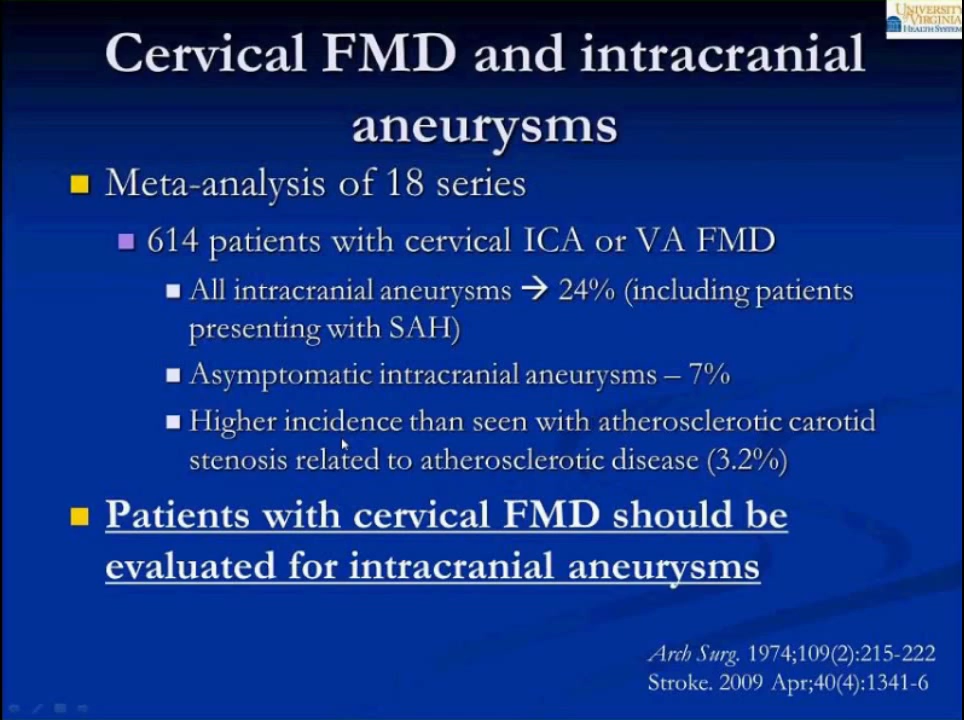 UNIVERSITY
of VIRGINIA
HEALTH SYSTEM
Cervical FMD and intracranial
aneurysms
Meta-analysis of 18 series
614 patients with cervical ICA or VA FMD
All intracranial aneurysms → 24% (including patients
presenting with SAH)
Asymptomatic intracranial aneurysms – 7%
Higher incidence than seen with atherosclerotic carotid
stenosis related to atherosclerotic disease (3.2%)
Patients with cervical FMD should be
evaluated for intracranial aneurysms
Arch Surg. 1974;109(2):215-222
Stroke. 2009 Apr;40(4):1341-6